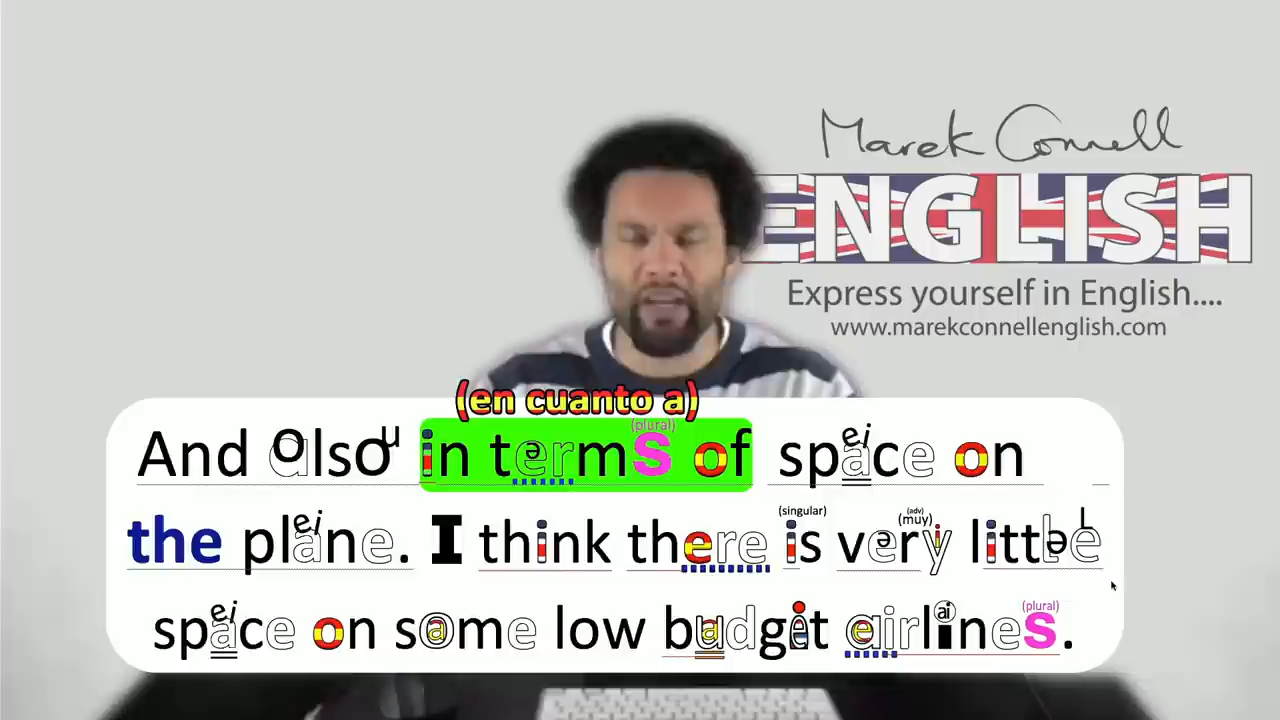 Marek Connell
ENGLISH
Express yourself in English....
www.marekconnellenglish.com
(en cuanto a)
And also in terms of space on
the plane. I think there is very little
space on some low budget airlines.
(plural)
(singular)
(adv)
(muy)
(plural)